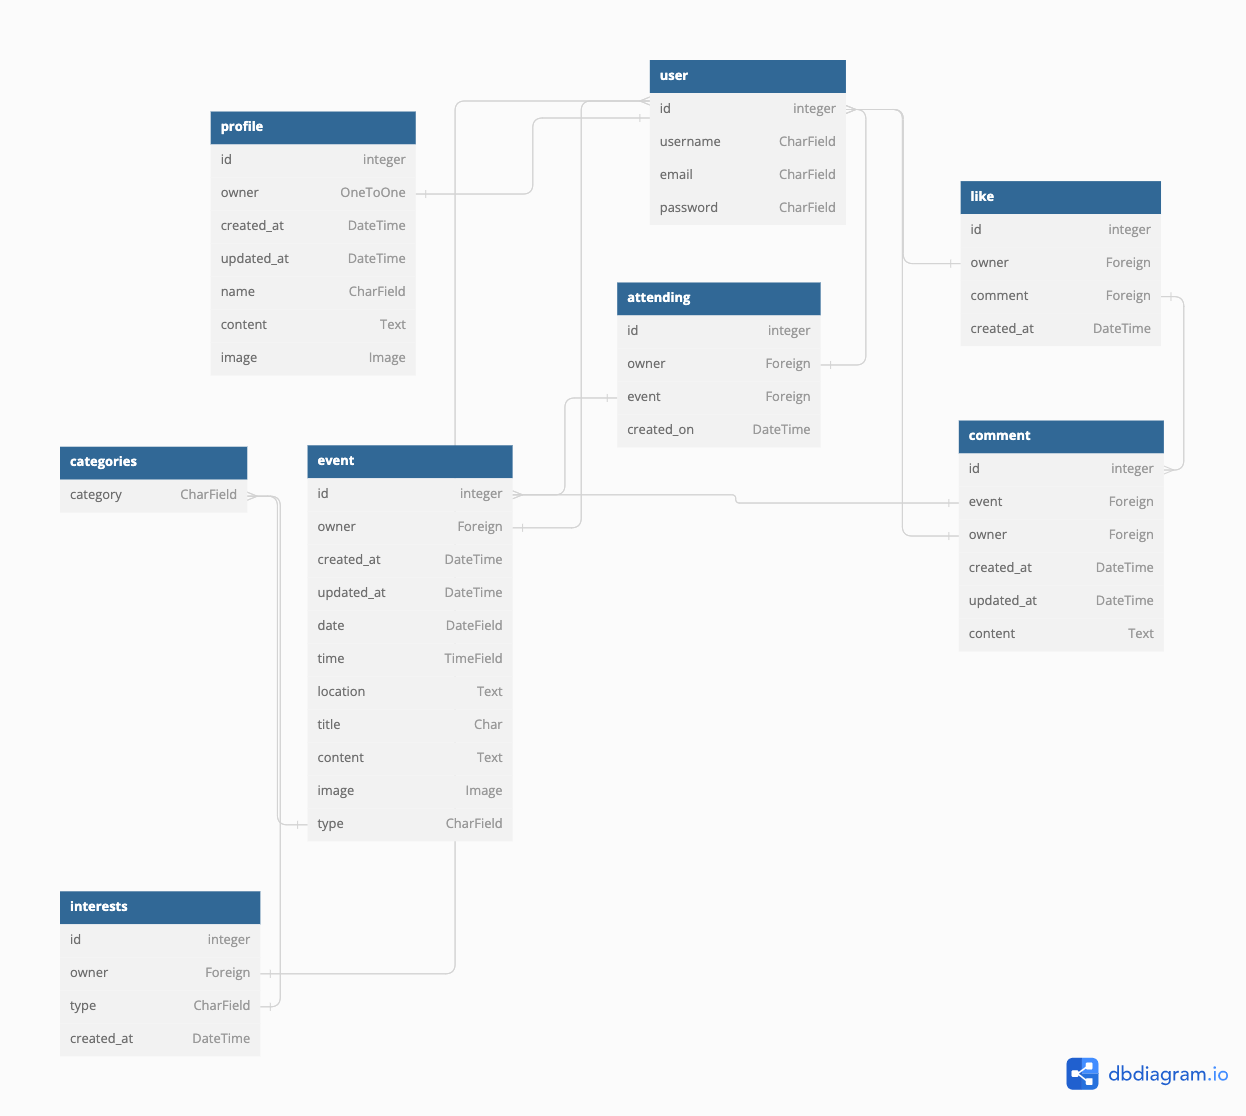 user
id integer
username CharField
email CharField
password CharField
profile
id integer
owner OneToOne
created_at DateTime
updated_at DateTime
name CharField
content Text
image Image
like
id integer
owner Foreign
comment Foreign
created_at DateTime
attending
id integer
owner Foreign
event Foreign
created_on DateTime
comment
id integer
event Foreign
owner Foreign
created_at DateTime
updated_at DateTime
content Text
categories
category CharField
event
id integer
owner Foreign
created_at DateTime
updated_at DateTime
date DateField
time TimeField
location Text
title Char
content Text
image Image
type CharField
interests
id integer
owner Foreign
type CharField
created_at DateTime
dbdiagram.io